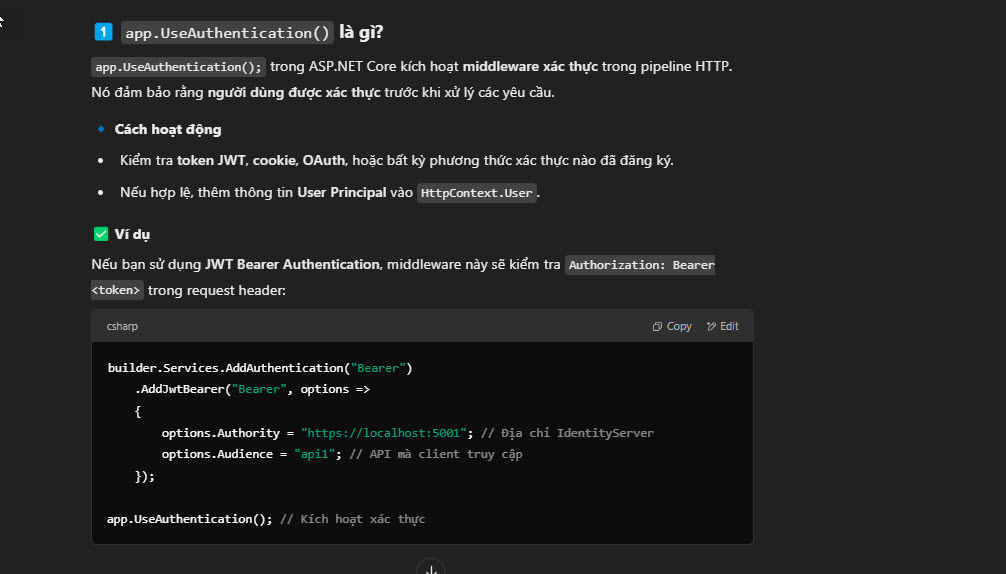 1 app.UseAuthentication() là gì?
app.UseAuthentication(); trong ASP.NET Core kích hoạt middleware xác thực trong pipeline HTTP.
Nó đảm bảo rằng người dùng được xác thực trước khi xử lý các yêu cầu.
Cách hoạt động
• Kiểm tra token JWT, cookie, OAuth, hoặc bất kỳ phương thức xác thực nào đã đăng ký.
• Nếu hợp lệ, thêm thông tin User Principal vào HttpContext.User.
Ví dụ
Nếu bạn sử dụng JWT Bearer Authentication, middleware này sẽ kiểm tra Authorization: Bearer
<token> trong request header:
csharp Copy Edit
builder.Services.AddAuthentication("Bearer")
    .AddJwtBearer("Bearer", options =>
    {
        options.Authority = "https://localhost:5001"; // Địa chỉ IdentityServer
        options.Audience = "api1"; // API mà client truy cập
    });
app.UseAuthentication(); // Kích hoạt xác thực